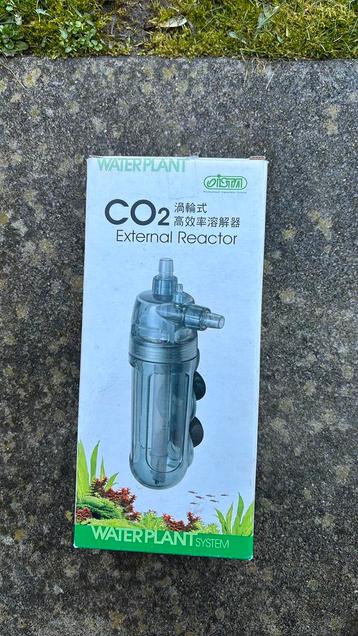 WATERPLANT
ISTA
CO2 渦輪式
高效率溶解器
External Reactor
WATERPLANT SYSTEM